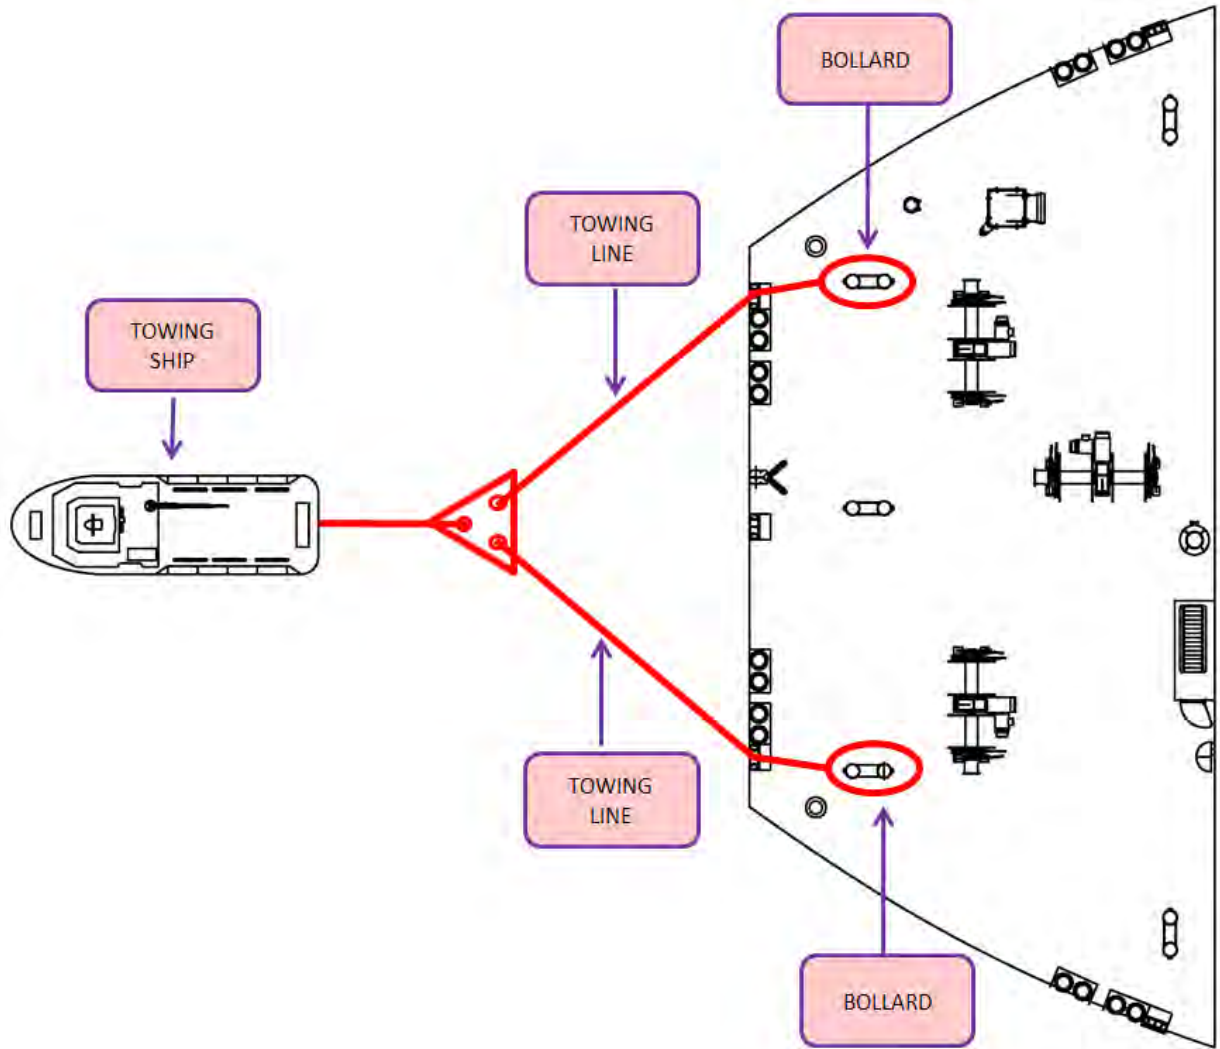 BOLLARD
TOWING
LINE
TOWING
SHIP
TOWING
LINE
BOLLARD